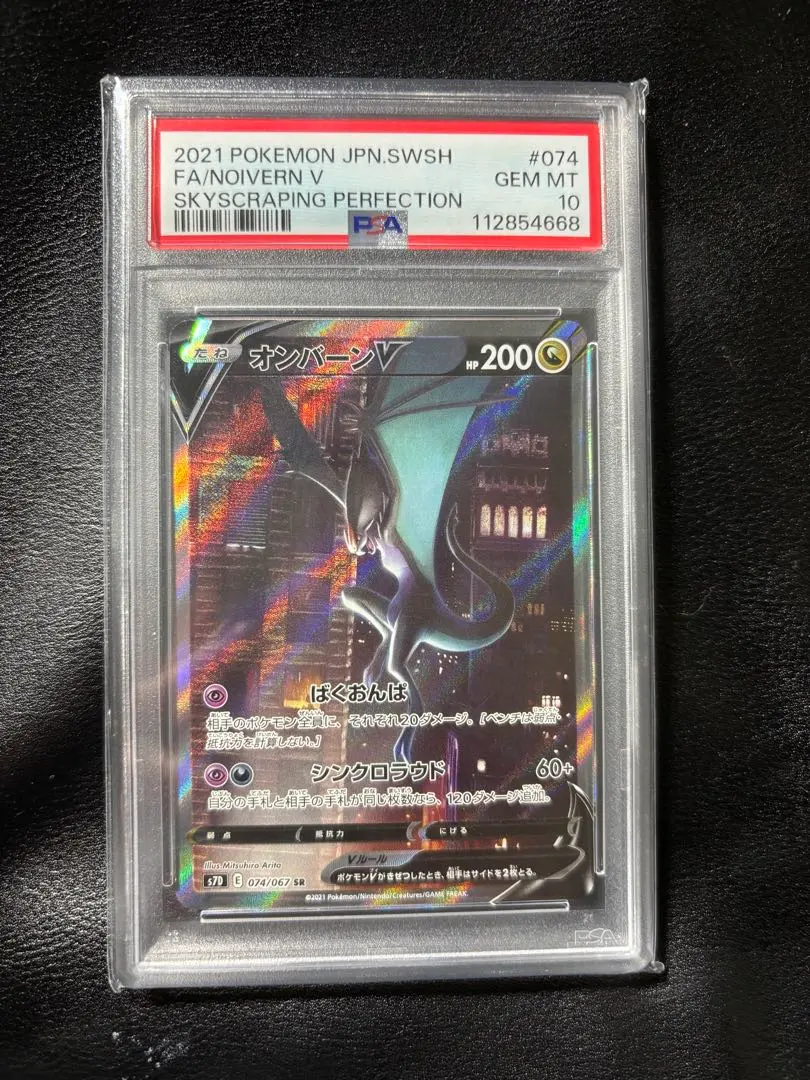 2021 POKEMON JPN.SWSH #074
FA/NOIVERN V GEM MT
SKYSCRAPING PERFECTION 10
PSA 112854668
たね オンバーンV HP 200
ばくおんぱ
相手のポケモン全員に、それぞれ20ダメージ。[ベンチは弱点・
抵抗力を計算しない。]
シンクロラウド 60+
自分の手札と相手の手札が同じ枚数なら、120ダメージ追加。
弱点 抵抗力 にげる
Vルール
Illus. Mitsuhiro Arita
ポケモンVがきぜつしたとき、相手はサイドを2枚とる。
s7D E 074/067 SR
©2021 Pokémon/Nintendo/Creatures/GAME FREAK.
PSA